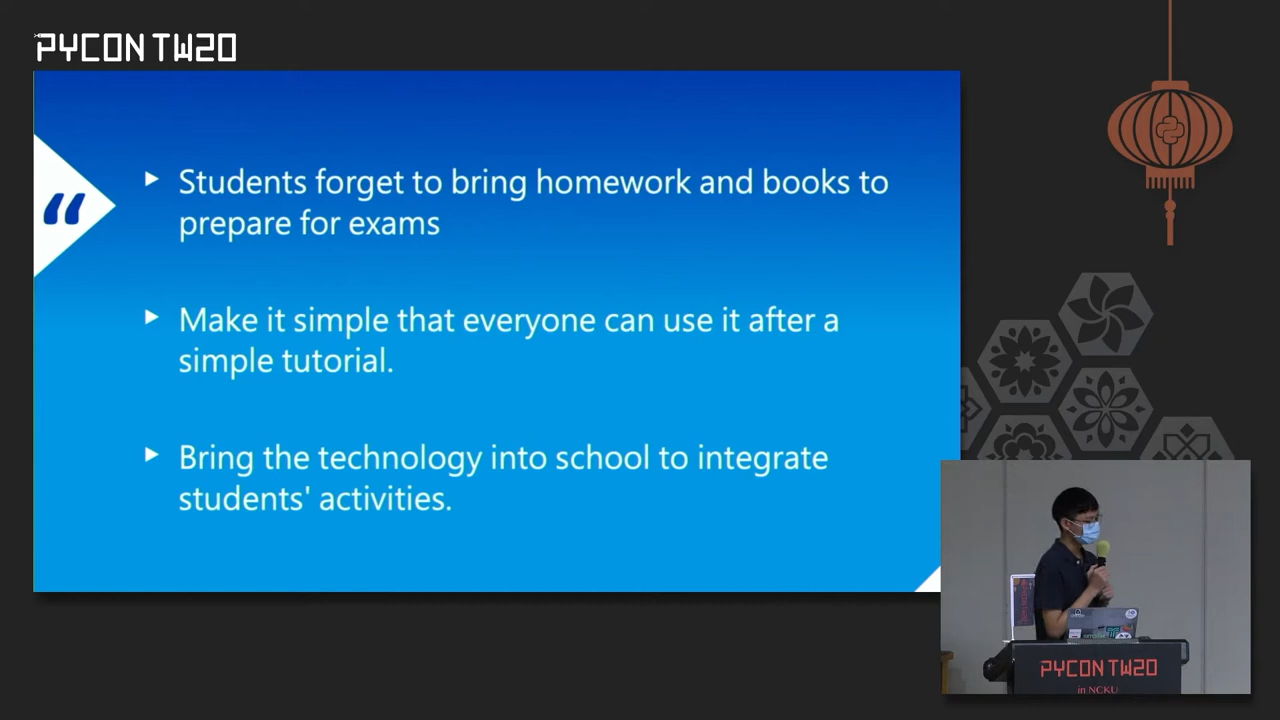 PYCON TW20
“
Students forget to bring homework and books to
prepare for exams
Make it simple that everyone can use it after a
simple tutorial.
Bring the technology into school to integrate
students' activities.
PYCON TW20
in NCKU